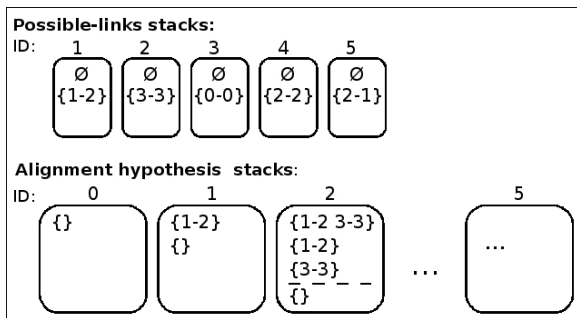 Possible-links stacks:
ID: 1 2 3 4 5
∅ ∅ ∅ ∅ ∅
{1-2} {3-3} {0-0} {2-2} {2-1}
Alignment hypothesis stacks:
ID: 0 1 2 5
{} {1-2} {1-2 3-3}
{} {1-2} ...
{3-3} ...
{}